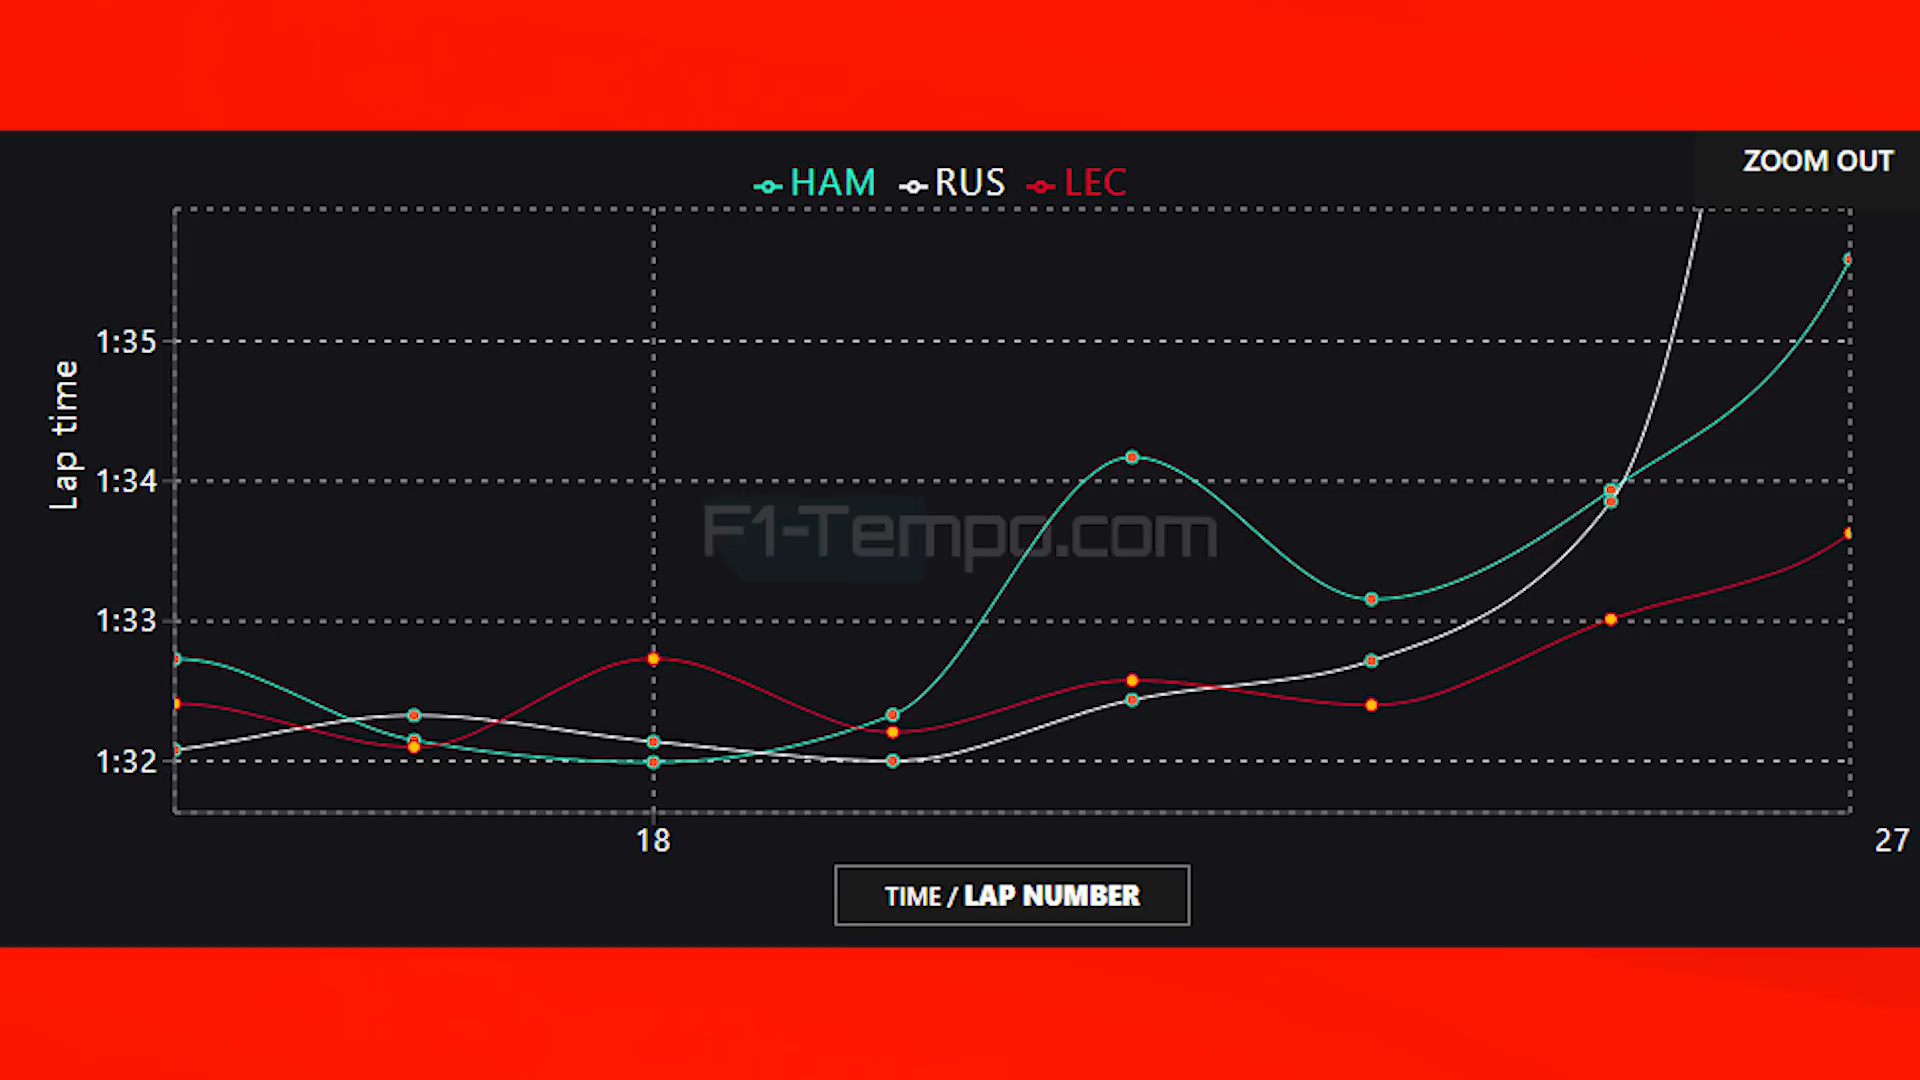 ZOOM OUT
HAM RUS LEC
Lap time
1:35
1:34
1:33
1:32
F1-Tempo.com
18 27
TIME / LAP NUMBER